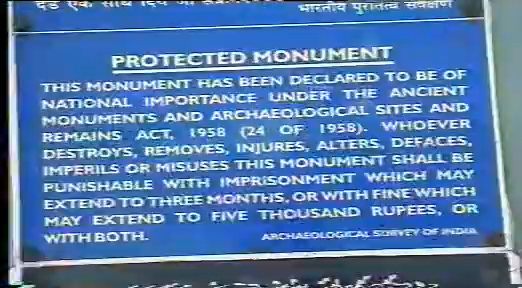 दंड एक साथ दिये जा
भारतीय पुरातत्व सर्वेक्षण
PROTECTED MONUMENT
THIS MONUMENT HAS BEEN DECLARED TO BE OF
NATIONAL IMPORTANCE UNDER THE ANCIENT
MONUMENTS AND ARCHAEOLOGICAL SITES AND
REMAINS ACT, 1958 (24 OF 1958). WHOEVER
DESTROYS, REMOVES, INJURES, ALTERS, DEFACES,
IMPERILS OR MISUSES THIS MONUMENT SHALL BE
PUNISHABLE WITH IMPRISONMENT WHICH MAY
EXTEND TO THREE MONTHS, OR WITH FINE WHICH
MAY EXTEND TO FIVE THOUSAND RUPEES, OR
WITH BOTH. ARCHAEOLOGICAL SURVEY OF INDIA